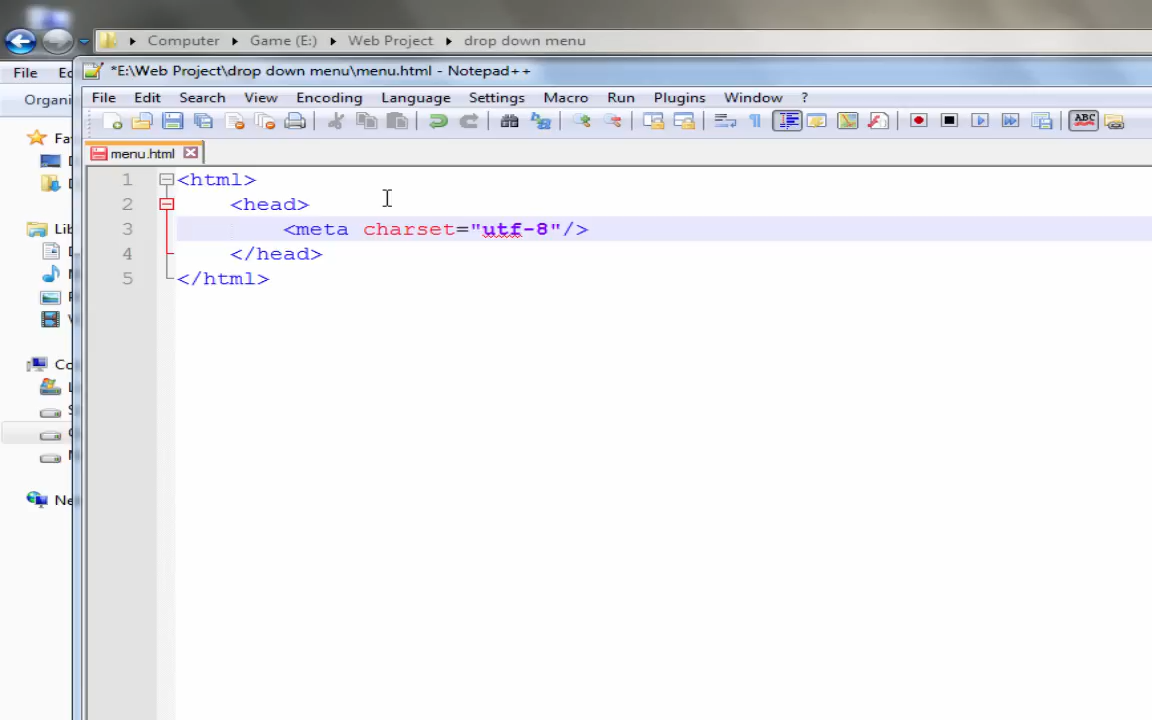 Computer Game (E:) Web Project drop down menu
File
*E:\Web Project\drop down menu\menu.html - Notepad++
Organi
File Edit Search View Encoding Language Settings Macro Run Plugins Window ?
ABC
menu.html
1 <html>
2 <head>
3 <meta charset="utf-8"/>
4 </head>
5 </html>